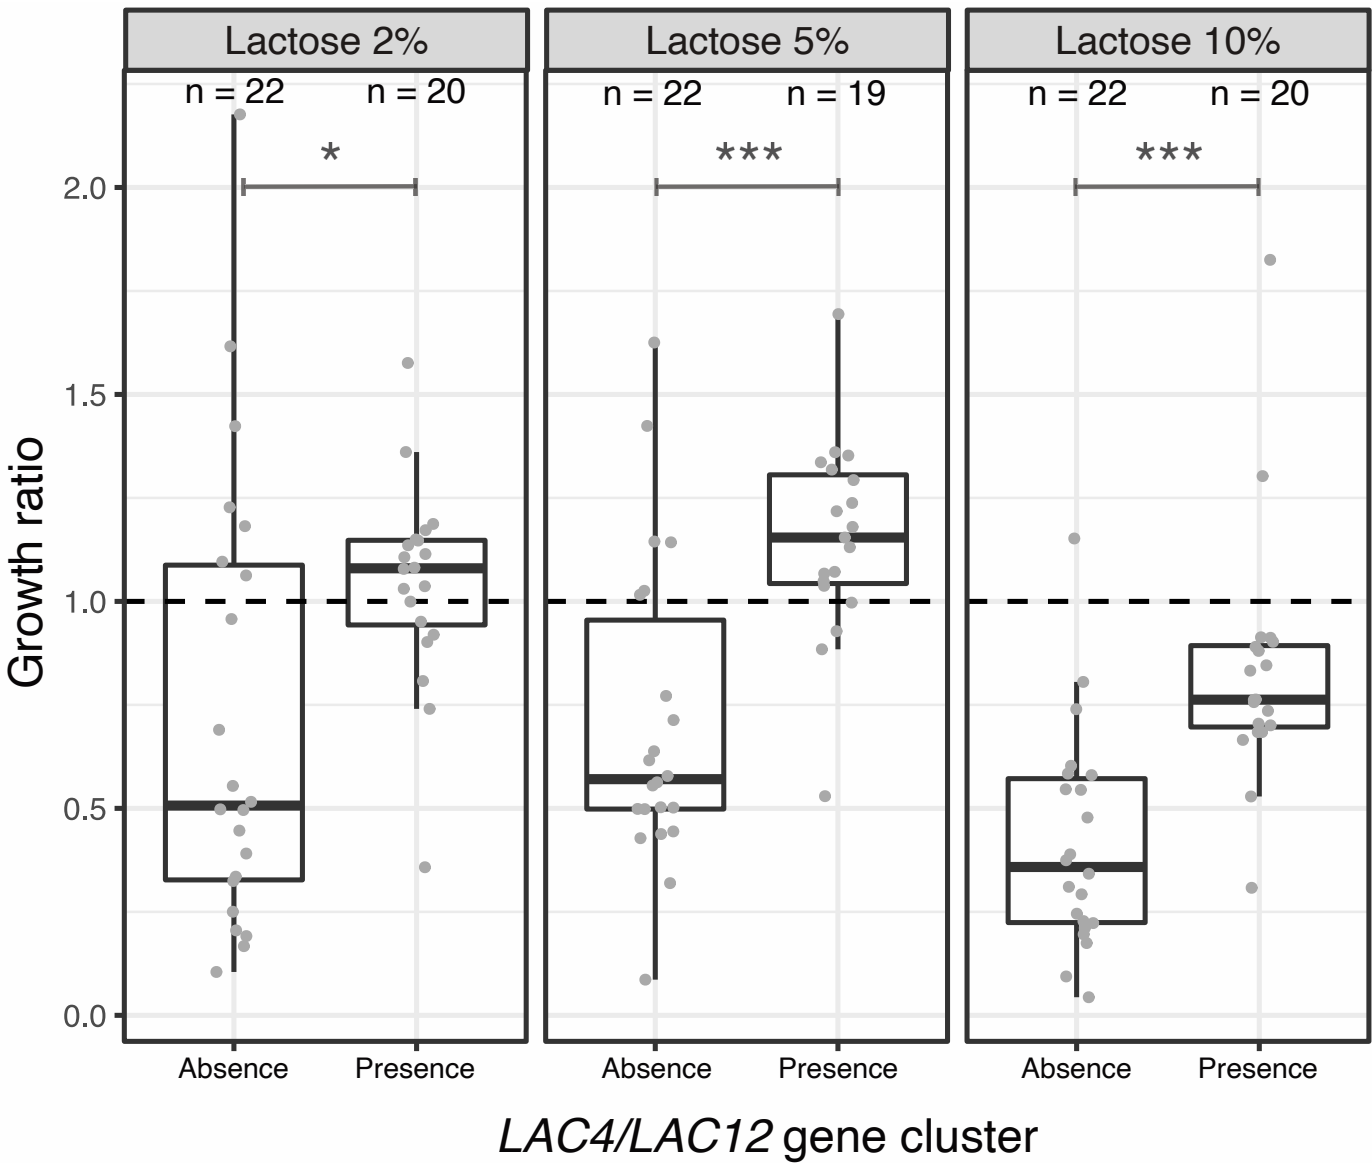 Lactose 2% Lactose 5% Lactose 10%
n = 22 n = 20 n = 22 n = 19 n = 22 n = 20
* *** ***
2.0
1.5
1.0
0.5
0.0
Growth ratio
Absence Presence Absence Presence Absence Presence
LAC4/LAC12 gene cluster